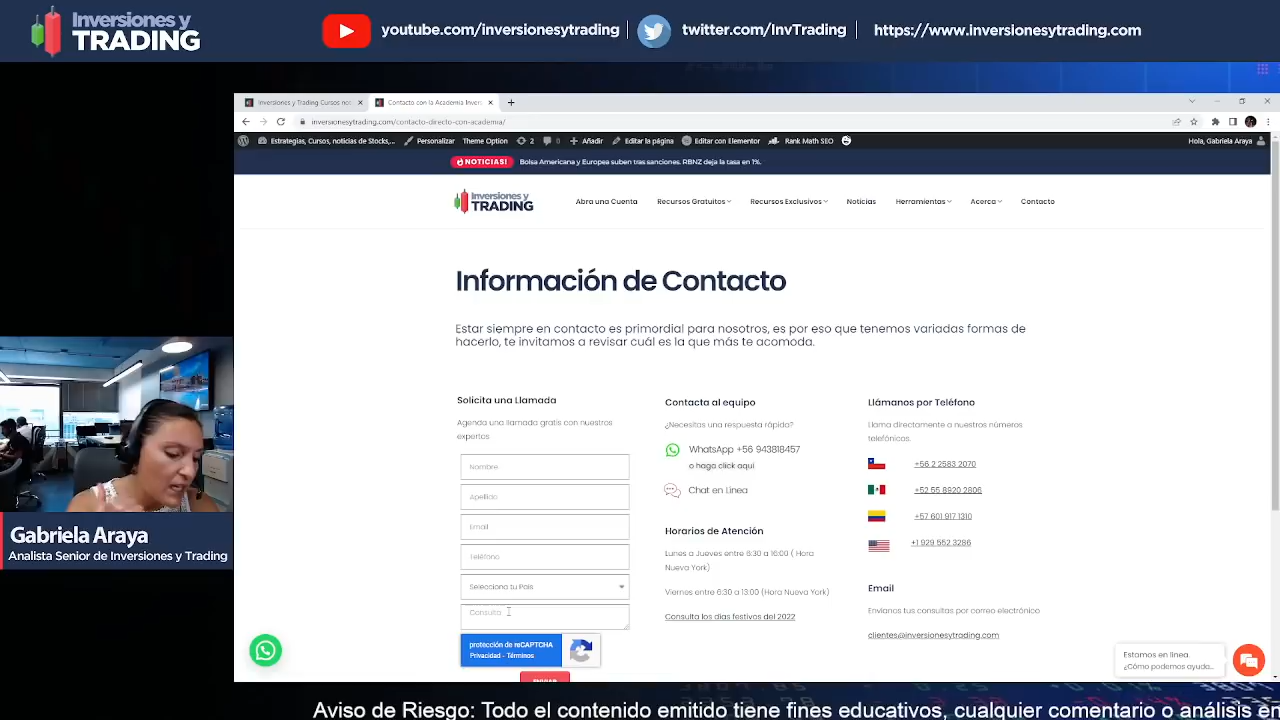 Inversiones y
TRADING
youtube.com/inversionesytrading
twitter.com/InvTrading
https://www.inversionesytrading.com
Inversiones y Trading Cursos not
Contacto con la Academia Invers
inversionesytrading.com/contacto-directo-con-academia/
Estrategias, Cursos, noticias de Stocks,... Personalizar Theme Option 2 0 Añadir Editar la página Editar con Elementor Rank Math SEO Hola, Gabriela Araya
NOTICIAS! Bolsa Americana y Europea suben tras sanciones. RBNZ deja la tasa en 1%.
Inversiones y
TRADING
Abra una Cuenta Recursos Gratuitos Recursos Exclusivos Noticias Herramientas Acerca Contacto
Información de Contacto
Estar siempre en contacto es primordial para nosotros, es por eso que tenemos variadas formas de
hacerlo, te invitamos a revisar cuál es la que más te acomoda.
Solicita una Llamada
Agenda una llamada gratis con nuestros
expertos
Nombre
Apellido
Email
Teléfono
Selecciona tu País
Consulta
protección de reCAPTCHA
Privacidad - Términos
ENVIAR
Contacta al equipo
¿Necesitas una respuesta rápida?
WhatsApp +56 943818457
o haga click aquí
Chat en Línea
Horarios de Atención
Lunes a Jueves entre 6:30 a 16:00 ( Hora
Nueva York)
Viernes entre 6:30 a 13:00 (Hora Nueva York)
Consulta los días festivos del 2022
Llámanos por Teléfono
Llama directamente a nuestros números
telefónicos.
+56 2 2583 2070
+52 55 8920 2806
+57 601 917 1310
+1 929 552 3286
Email
Envíanos tus consultas por correo electrónico
clientes@inversionesytrading.com
Estamos en línea.
¿Cómo podemos ayuda...
Gabriela Araya
Analista Senior de Inversiones y Trading
Aviso de Riesgo: Todo el contenido emitido tiene fines educativos, cualquier comentario o análisis en